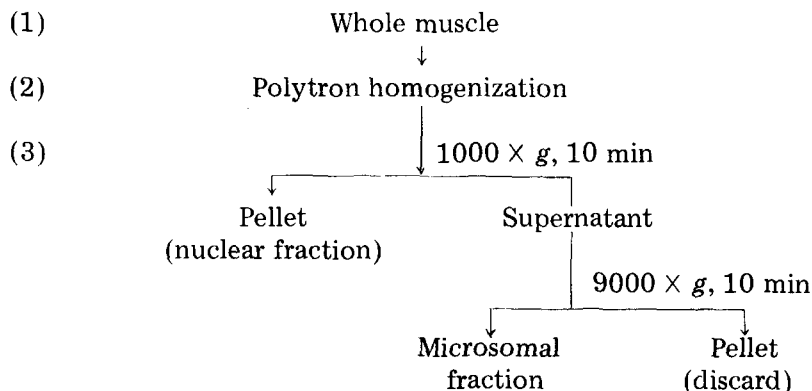 (1) Whole muscle
(2) Polytron homogenization
(3) 1000 × g, 10 min
Pellet Supernatant
(nuclear fraction)
9000 × g, 10 min
Microsomal Pellet
fraction (discard)